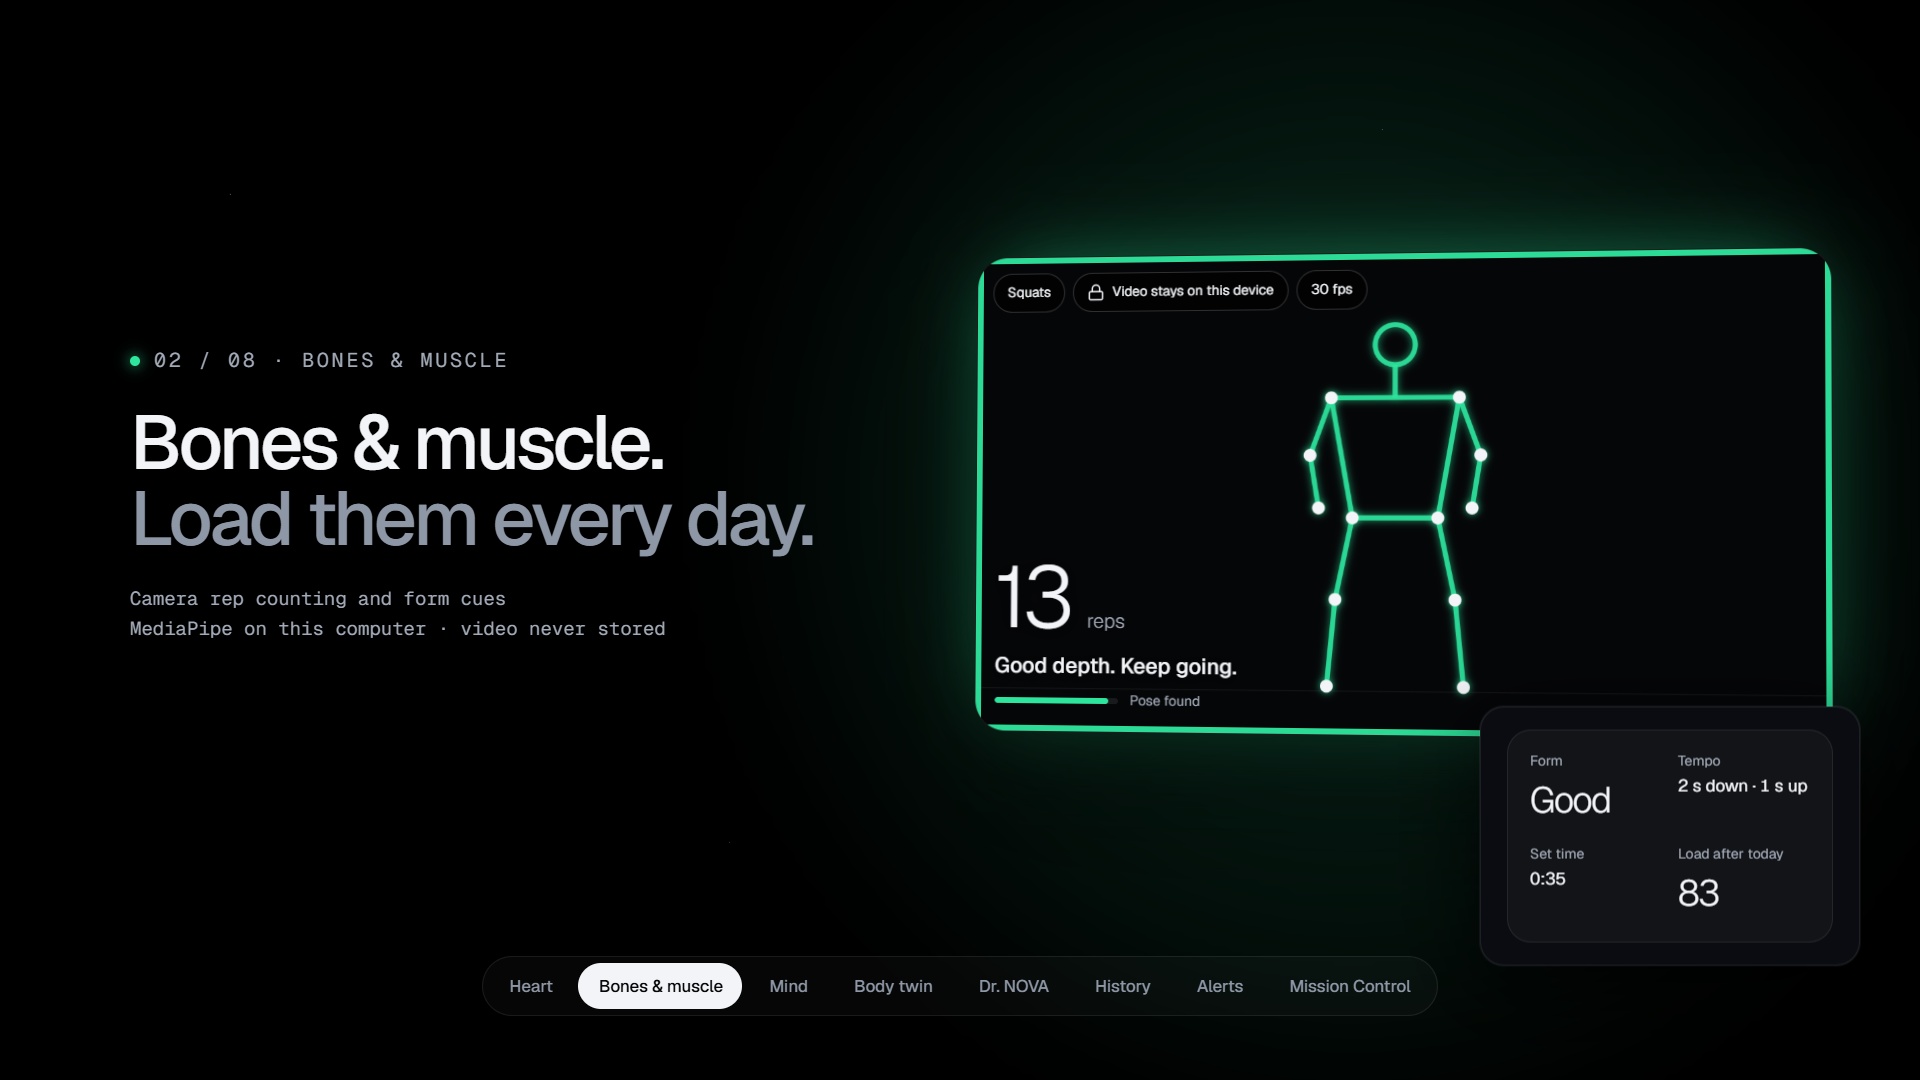 02 / 08 · BONES & MUSCLE
Bones & muscle.
Load them every day.
Camera rep counting and form cues
MediaPipe on this computer · video never stored
Squats
Video stays on this device
30 fps
13 reps
Good depth. Keep going.
Pose found
Form
Good
Tempo
2 s down · 1 s up
Set time
0:35
Load after today
83
Heart
Bones & muscle
Mind
Body twin
Dr. NOVA
History
Alerts
Mission Control